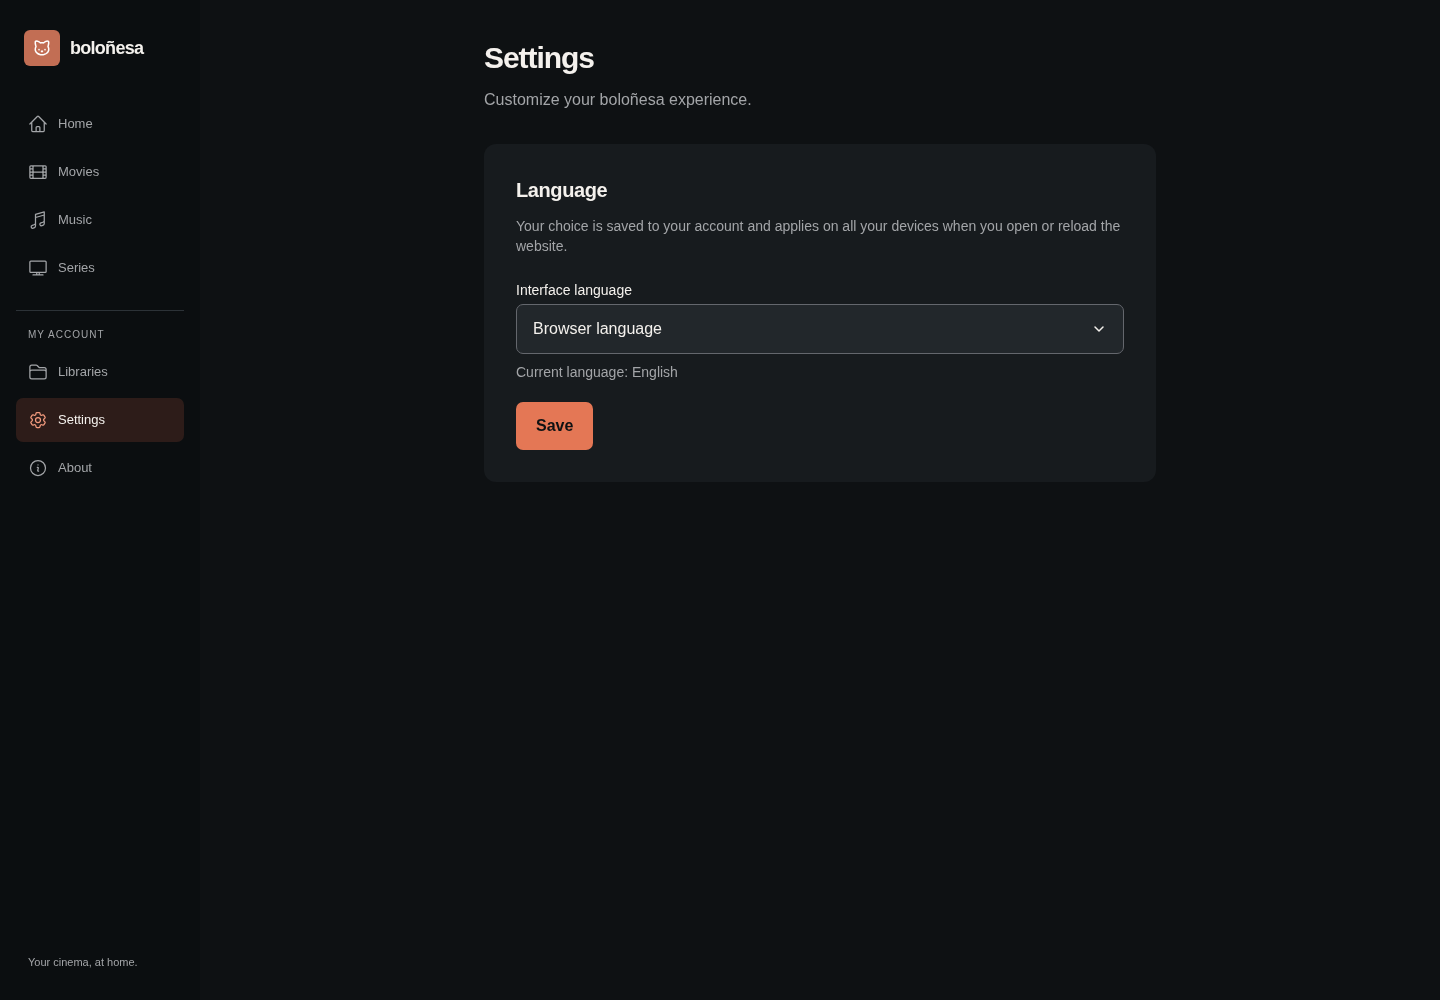 boloñesa
Home
Movies
Music
Series
MY ACCOUNT
Libraries
Settings
About
Your cinema, at home.
Settings
Customize your boloñesa experience.
Language
Your choice is saved to your account and applies on all your devices when you open or reload the
website.
Interface language
Browser language
Current language: English
Save